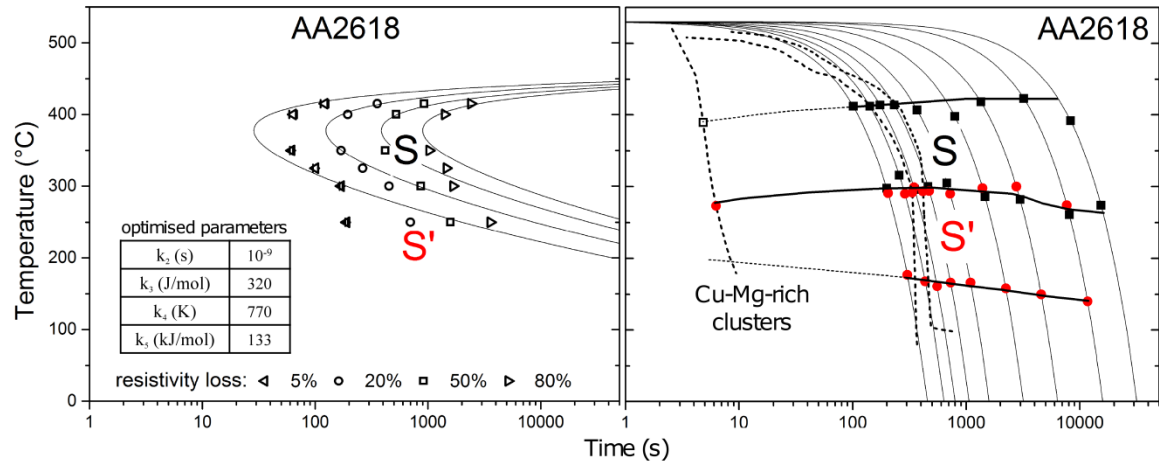 AA2618
500
400
300
200
100
0
Temperature (°C)
S
S'
optimised parameters
k₂ (s) 10⁻⁹
k₃ (J/mol) 320
k₄ (K) 770
k₅ (kJ/mol) 133
resistivity loss: 5% 20% 50% 80%
1 10 100 1000 10000
AA2618
S
S'
Cu-Mg-rich
clusters
1 10 100 1000 10000
Time (s)